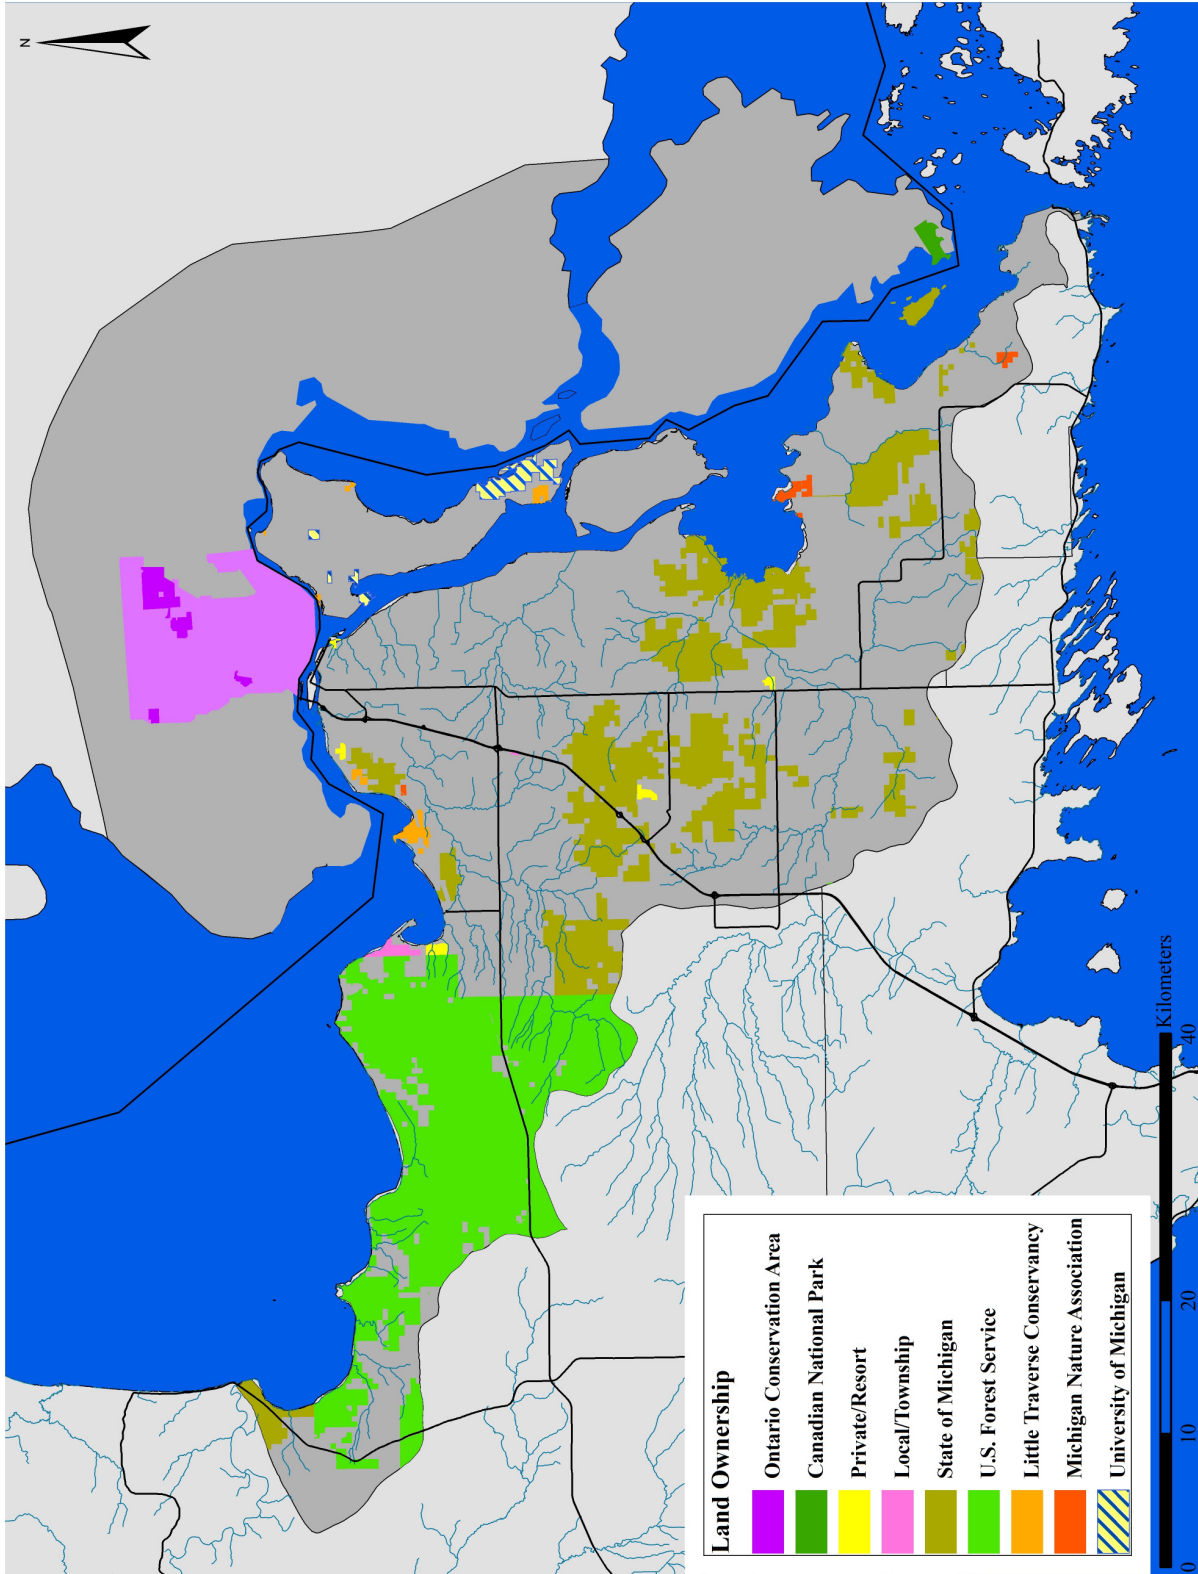 N
Land Ownership
Ontario Conservation Area
Canadian National Park
Private/Resort
Local/Township
State of Michigan
U.S. Forest Service
Little Traverse Conservancy
Michigan Nature Association
University of Michigan
Kilometers
0 10 20 40